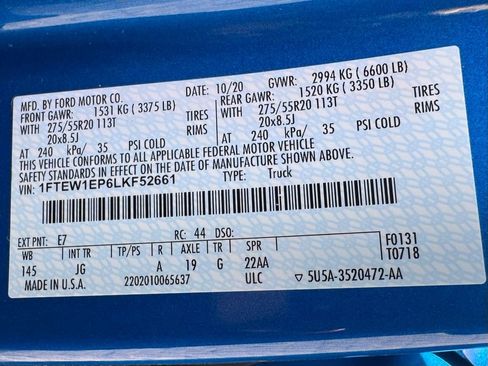 MFD. BY FORD MOTOR CO. DATE: 10/20 GVWR: 2994 KG (6600 LB)
FRONT GAWR: 1531 KG (3375 LB) REAR GAWR: 1520 KG (3350 LB)
WITH 275/55R20 113T TIRES WITH 275/55R20 113T TIRES
20x8.5J RIMS 20x8.5J RIMS
AT 240 kPa/ 35 PSI COLD AT 240 kPa/ 35 PSI COLD
THIS VEHICLE CONFORMS TO ALL APPLICABLE FEDERAL MOTOR VEHICLE
SAFETY STANDARDS IN EFFECT ON THE DATE OF MANUFACTURE SHOWN ABOVE.
VIN: 1FTEW1EP6LKF52661 TYPE: Truck
EXT PNT: E7 RC: 44 DSO: F0131
WB INT TR TP/PS R AXLE TR SPR T0718
145 JG A 19 G 22AA
MADE IN U.S.A. 2202010065637 ULC ▽ 5U5A-3520472-AA